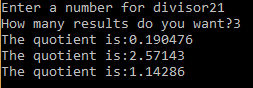 Enter a number for divisor21
How many results do you want?3
The quotient is:0.190476
The quotient is:2.57143
The quotient is:1.14286